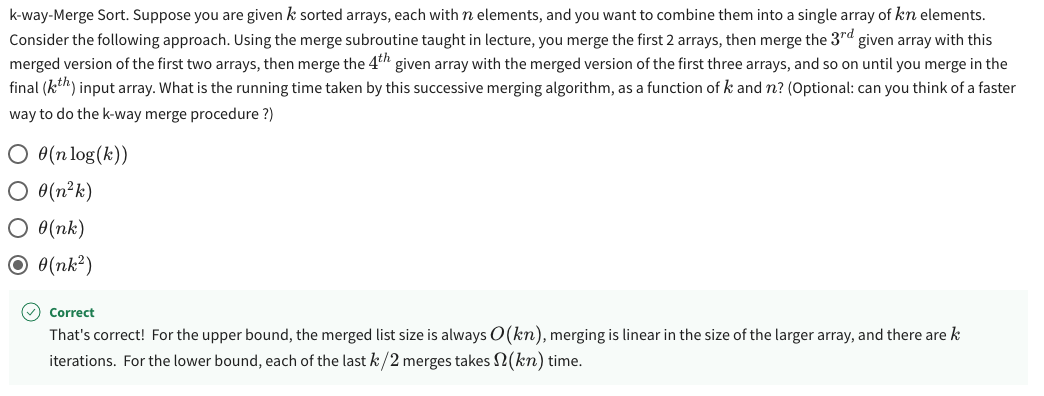 k-way-Merge Sort. Suppose you are given k sorted arrays, each with n elements, and you want to combine them into a single array of kn elements.
Consider the following approach. Using the merge subroutine taught in lecture, you merge the first 2 arrays, then merge the 3^{rd} given array with this
merged version of the first two arrays, then merge the 4^{th} given array with the merged version of the first three arrays, and so on until you merge in the
final (k^{th}) input array. What is the running time taken by this successive merging algorithm, as a function of k and n? (Optional: can you think of a faster
way to do the k-way merge procedure ?)
θ(n log(k))
θ(n²k)
θ(nk)
θ(nk²)
Correct
That's correct! For the upper bound, the merged list size is always O(kn), merging is linear in the size of the larger array, and there are k
iterations. For the lower bound, each of the last k/2 merges takes Ω(kn) time.